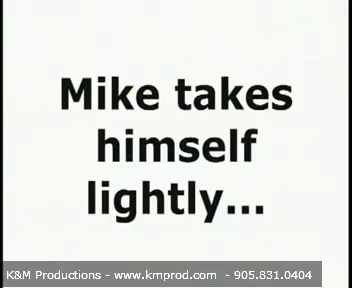 Mike takes
himself
lightly...
K&M Productions - www.kmprod.com - 905.831.0404